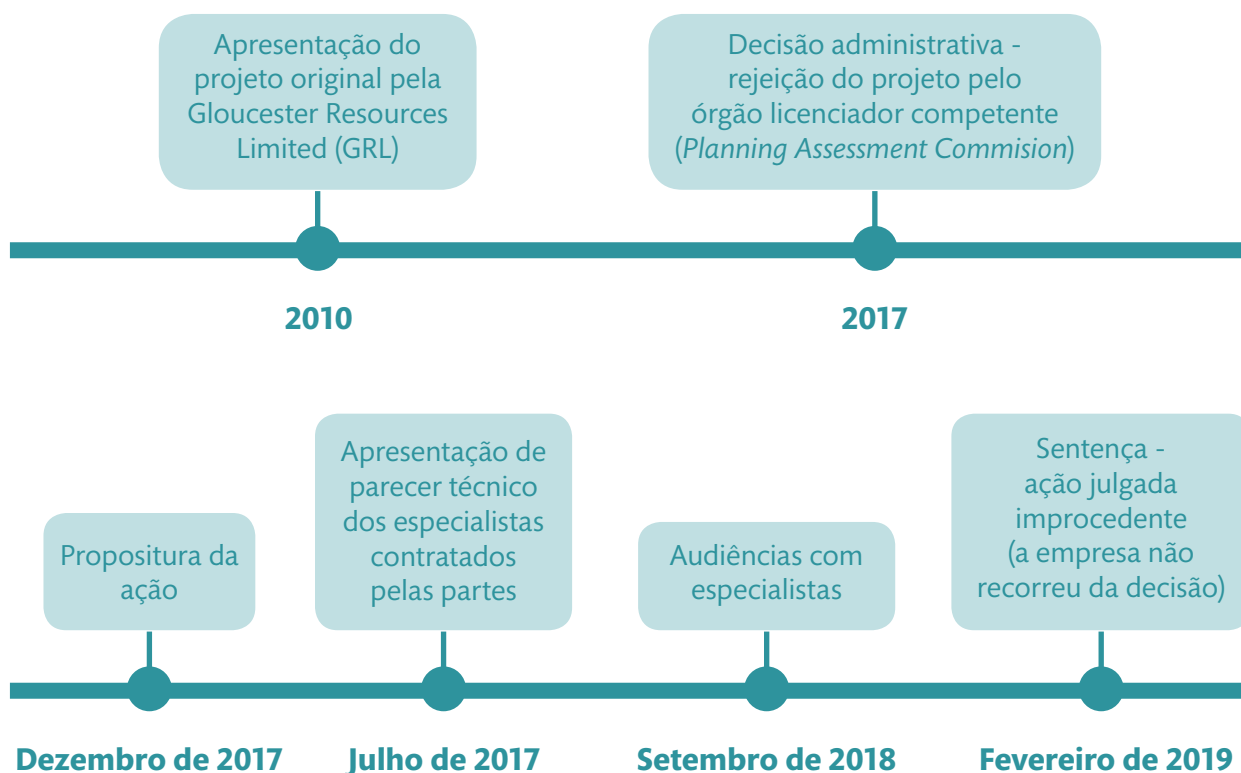 Apresentação do
projeto original pela
Gloucester Resources
Limited (GRL)
2010
Decisão administrativa -
rejeição do projeto pelo
órgão licenciador competente
(Planning Assessment Commision)
2017
Propositura da
ação
Dezembro de 2017
Apresentação de
parecer técnico
dos especialistas
contratados
pelas partes
Julho de 2017
Audiências com
especialistas
Setembro de 2018
Sentença -
ação julgada
improcedente
(a empresa não
recorreu da decisão)
Fevereiro de 2019